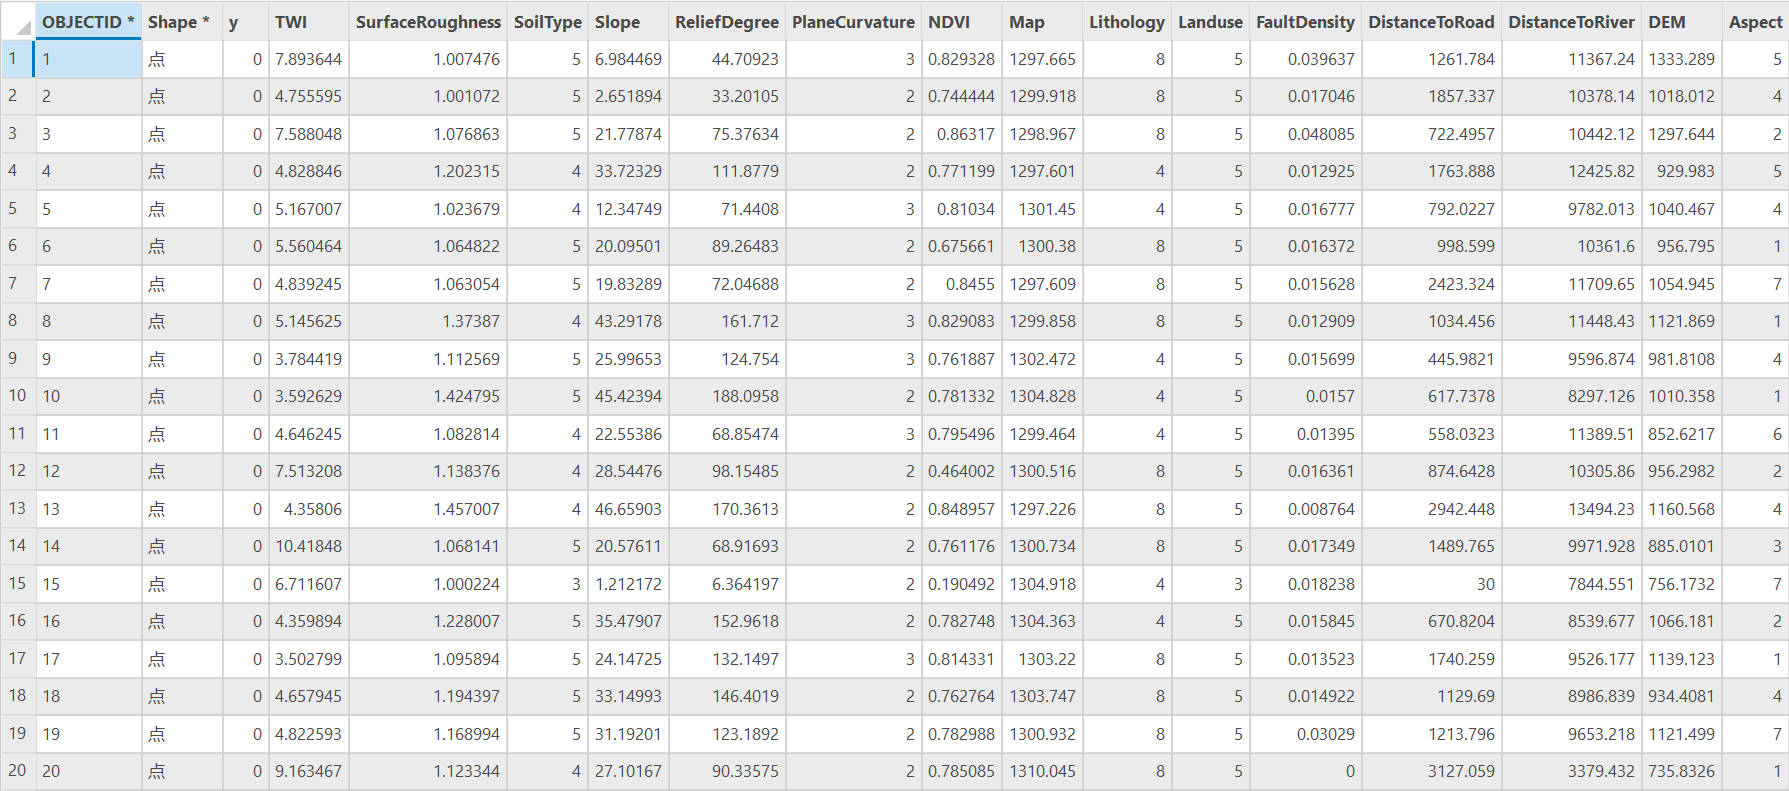 OBJECTID * Shape * y TWI SurfaceRoughness SoilType Slope ReliefDegree PlaneCurvature NDVI Map Lithology Landuse FaultDensity DistanceToRoad DistanceToRiver DEM Aspect
1 1 点 0 7.893644 1.007476 5 6.984469 44.70923 3 0.829328 1297.665 8 5 0.039637 1261.784 11367.24 1333.289 5
2 2 点 0 4.755595 1.001072 5 2.651894 33.20105 2 0.744444 1299.918 8 5 0.017046 1857.337 10378.14 1018.012 4
3 3 点 0 7.588048 1.076863 5 21.77874 75.37634 2 0.86317 1298.967 8 5 0.048085 722.4957 10442.12 1297.644 2
4 4 点 0 4.828846 1.202315 4 33.72329 111.8779 2 0.771199 1297.601 4 5 0.012925 1763.888 12425.82 929.983 5
5 5 点 0 5.167007 1.023679 4 12.34749 71.4408 3 0.81034 1301.45 4 5 0.016777 792.0227 9782.013 1040.467 4
6 6 点 0 5.560464 1.064822 5 20.09501 89.26483 2 0.675661 1300.38 8 5 0.016372 998.599 10361.6 956.795 1
7 7 点 0 4.839245 1.063054 5 19.83289 72.04688 2 0.8455 1297.609 8 5 0.015628 2423.324 11709.65 1054.945 7
8 8 点 0 5.145625 1.37387 4 43.29178 161.712 3 0.829083 1299.858 8 5 0.012909 1034.456 11448.43 1121.869 1
9 9 点 0 3.784419 1.112569 5 25.99653 124.754 3 0.761887 1302.472 4 5 0.015699 445.9821 9596.874 981.8108 4
10 10 点 0 3.592629 1.424795 5 45.42394 188.0958 2 0.781332 1304.828 4 5 0.0157 617.7378 8297.126 1010.358 1
11 11 点 0 4.646245 1.082814 4 22.55386 68.85474 3 0.795496 1299.464 4 5 0.01395 558.0323 11389.51 852.6217 6
12 12 点 0 7.513208 1.138376 4 28.54476 98.15485 2 0.464002 1300.516 8 5 0.016361 874.6428 10305.86 956.2982 2
13 13 点 0 4.35806 1.457007 4 46.65903 170.3613 2 0.848957 1297.226 8 5 0.008764 2942.448 13494.23 1160.568 4
14 14 点 0 10.41848 1.068141 5 20.57611 68.91693 2 0.761176 1300.734 8 5 0.017349 1489.765 9971.928 885.0101 3
15 15 点 0 6.711607 1.000224 3 1.212172 6.364197 2 0.190492 1304.918 4 3 0.018238 30 7844.551 756.1732 7
16 16 点 0 4.359894 1.228007 5 35.47907 152.9618 2 0.782748 1304.363 4 5 0.015845 670.8204 8539.677 1066.181 2
17 17 点 0 3.502799 1.095894 5 24.14725 132.1497 3 0.814331 1303.22 8 5 0.013523 1740.259 9526.177 1139.123 1
18 18 点 0 4.657945 1.194397 5 33.14993 146.4019 2 0.762764 1303.747 8 5 0.014922 1129.69 8986.839 934.4081 4
19 19 点 0 4.822593 1.168994 5 31.19201 123.1892 2 0.782988 1300.932 8 5 0.03029 1213.796 9653.218 1121.499 7
20 20 点 0 9.163467 1.123344 4 27.10167 90.33575 2 0.785085 1310.045 8 5 0 3127.059 3379.432 735.8326 1